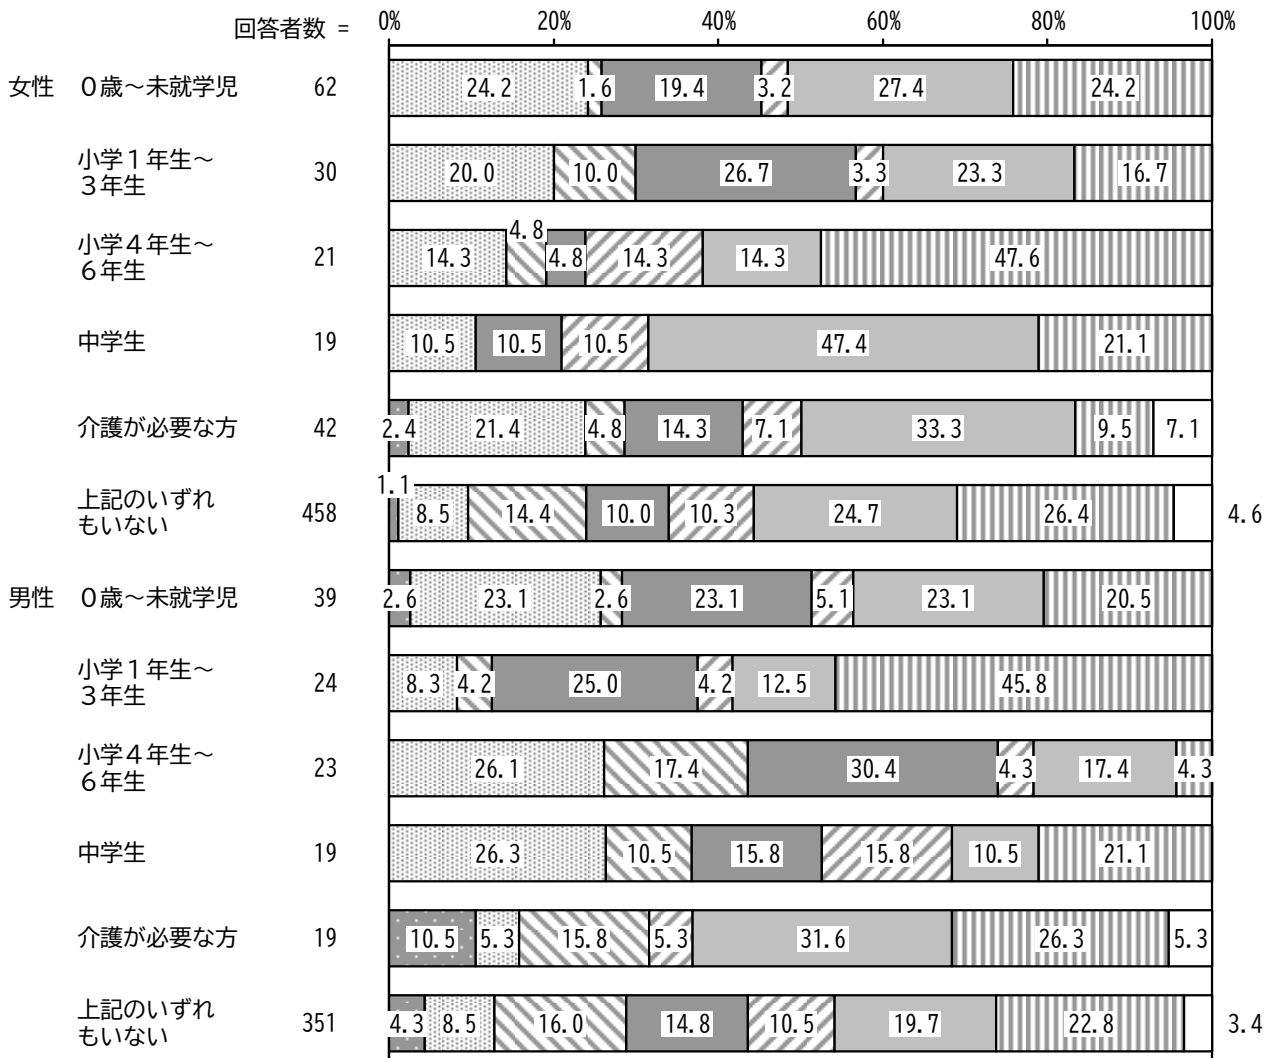 回答者数 = 0% 20% 40% 60% 80% 100%
女性 ０歳～未就学児 62 24.2 1.6 19.4 3.2 27.4 24.2
小学１年生～
３年生 30 20.0 10.0 26.7 3.3 23.3 16.7
小学４年生～
６年生 21 14.3 4.8 4.8 14.3 14.3 47.6
中学生 19 10.5 10.5 10.5 47.4 21.1
介護が必要な方 42 2.4 21.4 4.8 14.3 7.1 33.3 9.5 7.1
上記のいずれ
もいない 458 1.1 8.5 14.4 10.0 10.3 24.7 26.4 4.6
男性 ０歳～未就学児 39 2.6 23.1 2.6 23.1 5.1 23.1 20.5
小学１年生～
３年生 24 8.3 4.2 25.0 4.2 12.5 45.8
小学４年生～
６年生 23 26.1 17.4 30.4 4.3 17.4 4.3
中学生 19 26.3 10.5 15.8 15.8 10.5 21.1
介護が必要な方 19 10.5 5.3 15.8 5.3 31.6 26.3 5.3
上記のいずれ
もいない 351 4.3 8.5 16.0 14.8 10.5 19.7 22.8 3.4